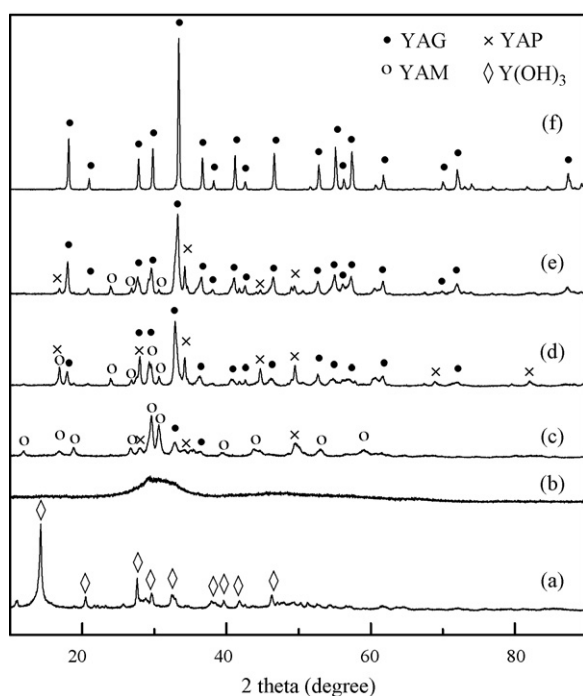 ● YAG × YAP
o YAM ◊ Y(OH)₃
(f)
(e)
(d)
(c)
(b)
(a)
20 40 60 80
2 theta (degree)